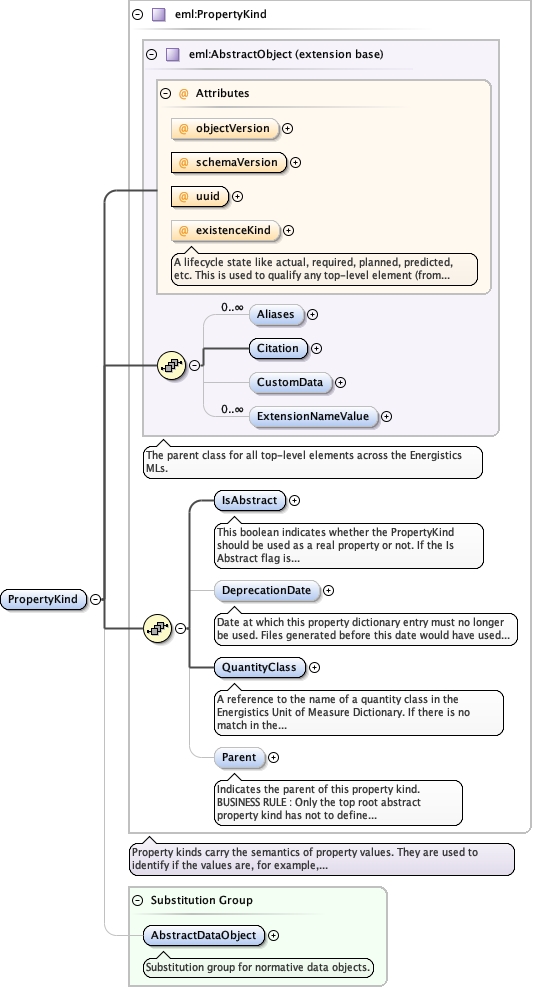 eml:PropertyKind
eml:AbstractObject (extension base)
@ Attributes
@ objectVersion
@ schemaVersion
@ uuid
@ existenceKind
A lifecycle state like actual, required, planned, predicted,
etc. This is used to qualify any top-level element (from...
0..∞
Aliases
Citation
CustomData
0..∞
ExtensionNameValue
The parent class for all top-level elements across the Energistics
MLs.
IsAbstract
This boolean indicates whether the PropertyKind
should be used as a real property or not. If the Is
Abstract flag is...
DeprecationDate
PropertyKind
Date at which this property dictionary entry must no longer
be used. Files generated before this date would have used...
QuantityClass
A reference to the name of a quantity class in the
Energistics Unit of Measure Dictionary. If there is no
match in the...
Parent
Indicates the parent of this property kind.
BUSINESS RULE : Only the top root abstract
property kind has not to define...
Property kinds carry the semantics of property values. They are used to
identify if the values are, for example,...
Substitution Group
AbstractDataObject
Substitution group for normative data objects.